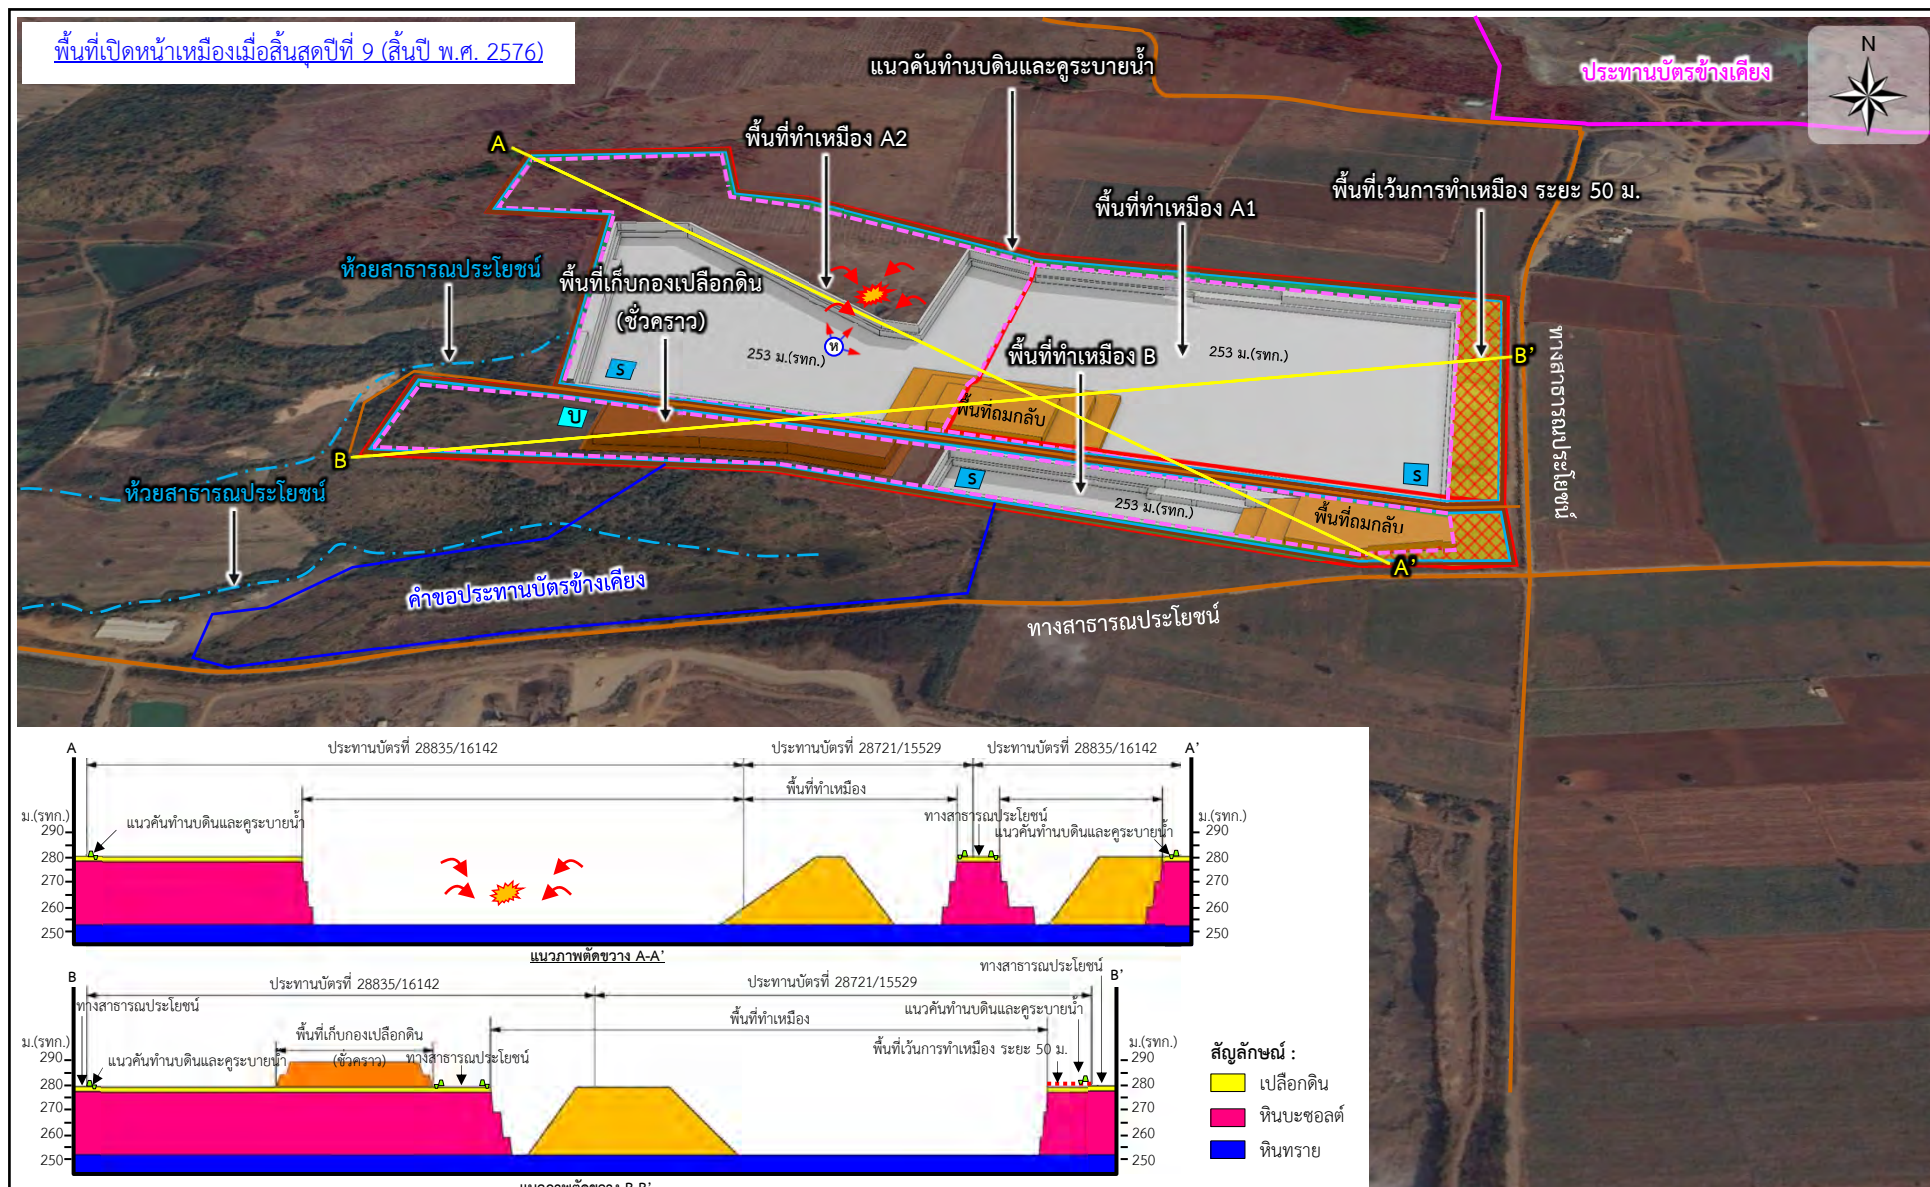 พื้นที่เปิดหน้าเหมืองเมื่อสิ้นสุดปีที่ 9 (สิ้นปี พ.ศ. 2576)
N
ประทานบัตรข้างเคียง
แนวคันทำนบดินและคูระบายน้ำ
พื้นที่ทำเหมือง A2
A
พื้นที่ทำเหมือง A1
พื้นที่เว้นการทำเหมือง ระยะ 50 ม.
ห้วยสาธารณประโยชน์
พื้นที่เก็บกองเปลือกดิน
(ชั่วคราว)
ห
253 ม.(รทก.)
พื้นที่ทำเหมือง B
253 ม.(รทก.)
B'
ทางสาธารณประโยชน์
S
พื้นที่ถมกลับ
บ
B
S
S
253 ม.(รทก.)
พื้นที่ถมกลับ
A'
ห้วยสาธารณประโยชน์
คำขอประทานบัตรข้างเคียง
ทางสาธารณประโยชน์
A
ประทานบัตรที่ 28835/16142
ประทานบัตรที่ 28721/15529
ประทานบัตรที่ 28835/16142
A'
พื้นที่ทำเหมือง
ม.(รทก.)
แนวคันทำนบดินและคูระบายน้ำ
ทางสาธารณประโยชน์
แนวคันทำนบดินและคูระบายน้ำ
ม.(รทก.)
290
280
270
260
250
290
280
270
260
250
แนวภาพตัดขวาง A-A'
B
ประทานบัตรที่ 28835/16142
ประทานบัตรที่ 28721/15529
ทางสาธารณประโยชน์
B'
ทางสาธารณประโยชน์
แนวคันทำนบดินและคูระบายน้ำ
พื้นที่ทำเหมือง
พื้นที่เก็บกองเปลือกดิน
(ชั่วคราว)
ม.(รทก.)
แนวคันทำนบดินและคูระบายน้ำ
ทางสาธารณประโยชน์
พื้นที่เว้นการทำเหมือง ระยะ 50 ม.
ม.(รทก.)
290
280
270
260
250
290
280
270
260
250
แนวภาพตัดขวาง B-B'
สัญลักษณ์ :
เปลือกดิน
หินบะซอลต์
หินทราย